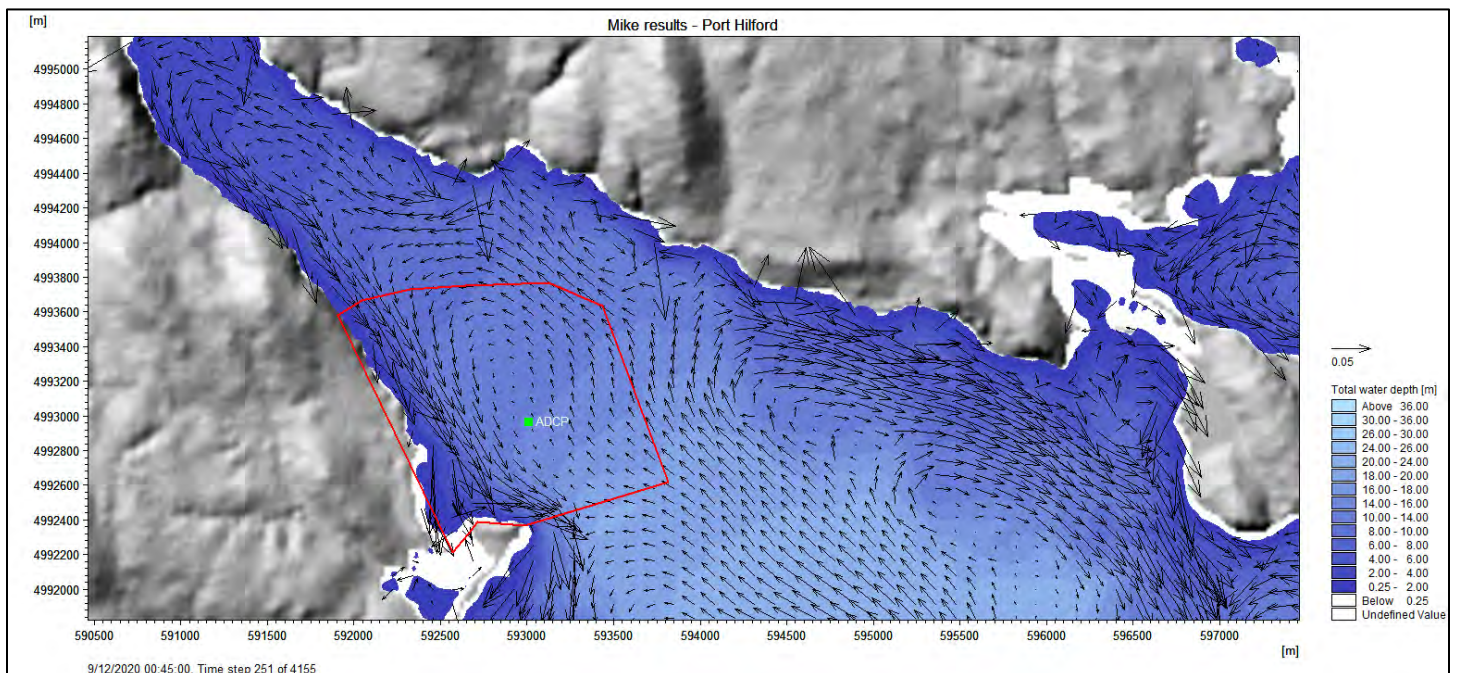 Mike results - Port Hilford
[m]
4995000
4994800
4994600
4994400
4994200
4994000
4993800
4993600
4993400
4993200
4993000
4992800
4992600
4992400
4992200
4992000
ADCP
590500 591000 591500 592000 592500 593000 593500 594000 594500 595000 595500 596000 596500 597000
[m]
9/12/2020 00:45:00, Time step 251 of 4155
0.05
Total water depth [m]
Above 36.00
30.00 - 36.00
26.00 - 30.00
24.00 - 26.00
20.00 - 24.00
18.00 - 20.00
16.00 - 18.00
14.00 - 16.00
10.00 - 14.00
8.00 - 10.00
6.00 - 8.00
4.00 - 6.00
2.00 - 4.00
0.25 - 2.00
Below 0.25
Undefined Value